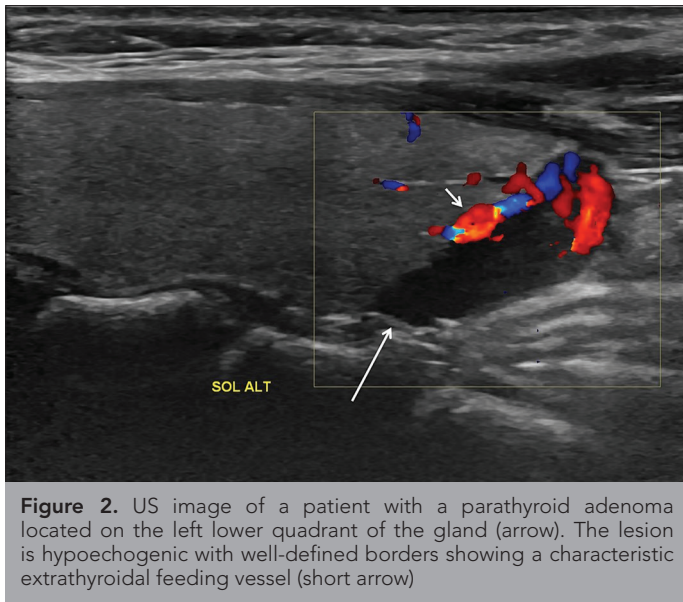 SOL ALT
Figure 2. US image of a patient with a parathyroid adenoma
located on the left lower quadrant of the gland (arrow). The lesion
is hypoechogenic with well-defined borders showing a characteristic
extrathyroidal feeding vessel (short arrow)